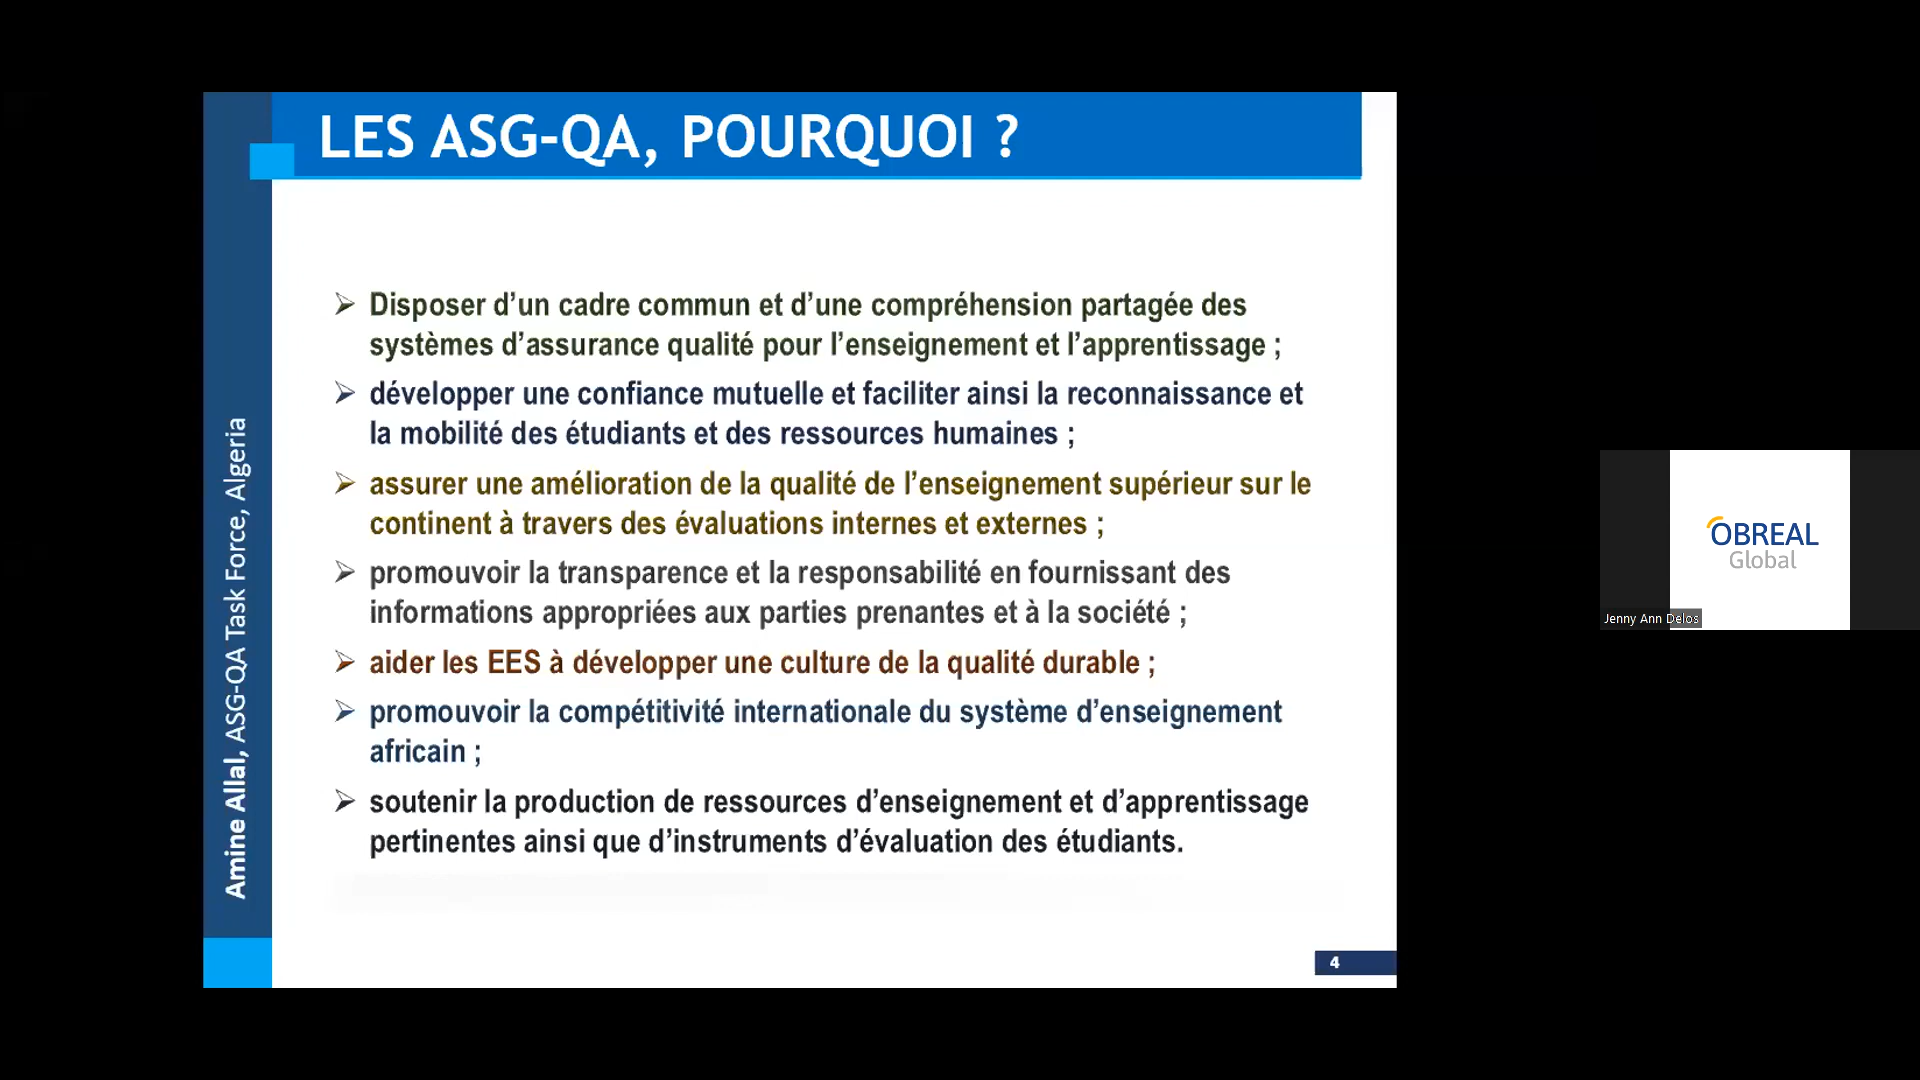 LES ASG-QA, POURQUOI ?
Amine Allal, ASG-QA Task Force, Algeria
➢ Disposer d’un cadre commun et d’une compréhension partagée des
systèmes d’assurance qualité pour l’enseignement et l’apprentissage ;
➢ développer une confiance mutuelle et faciliter ainsi la reconnaissance et
la mobilité des étudiants et des ressources humaines ;
➢ assurer une amélioration de la qualité de l’enseignement supérieur sur le
continent à travers des évaluations internes et externes ;
➢ promouvoir la transparence et la responsabilité en fournissant des
informations appropriées aux parties prenantes et à la société ;
➢ aider les EES à développer une culture de la qualité durable ;
➢ promouvoir la compétitivité internationale du système d’enseignement
africain ;
➢ soutenir la production de ressources d’enseignement et d’apprentissage
pertinentes ainsi que d’instruments d’évaluation des étudiants.
4
OBREAL
Global
Jenny Ann Delos